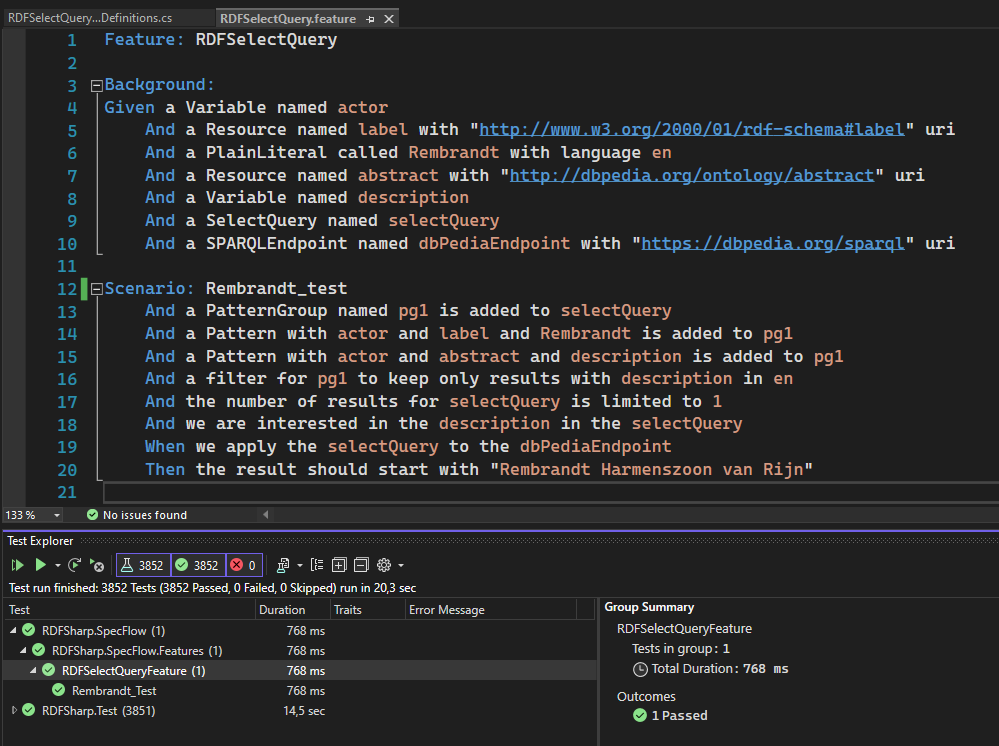 RDFSelectQuery...Definitions.cs
RDFSelectQuery.feature
1 Feature: RDFSelectQuery
2
3 Background:
4 Given a Variable named actor
5 And a Resource named label with "http://www.w3.org/2000/01/rdf-schema#label" uri
6 And a PlainLiteral called Rembrandt with language en
7 And a Resource named abstract with "http://dbpedia.org/ontology/abstract" uri
8 And a Variable named description
9 And a SelectQuery named selectQuery
10 And a SPARQLEndpoint named dbPediaEndpoint with "https://dbpedia.org/sparql" uri
11
12 Scenario: Rembrandt_test
13 And a PatternGroup named pg1 is added to selectQuery
14 And a Pattern with actor and label and Rembrandt is added to pg1
15 And a Pattern with actor and abstract and description is added to pg1
16 And a filter for pg1 to keep only results with description in en
17 And the number of results for selectQuery is limited to 1
18 And we are interested in the description in the selectQuery
19 When we apply the selectQuery to the dbPediaEndpoint
20 Then the result should start with "Rembrandt Harmenszoon van Rijn"
21
133 % No issues found
Test Explorer
3852 3852 0
Test run finished: 3852 Tests (3852 Passed, 0 Failed, 0 Skipped) run in 20,3 sec
Test Duration Traits Error Message
RDFSharp.SpecFlow (1) 768 ms
RDFSharp.SpecFlow.Features (1) 768 ms
RDFSelectQueryFeature (1) 768 ms
Rembrandt_Test 768 ms
RDFSharp.Test (3851) 14,5 sec
Group Summary
RDFSelectQueryFeature
Tests in group: 1
Total Duration: 768 ms
Outcomes
1 Passed